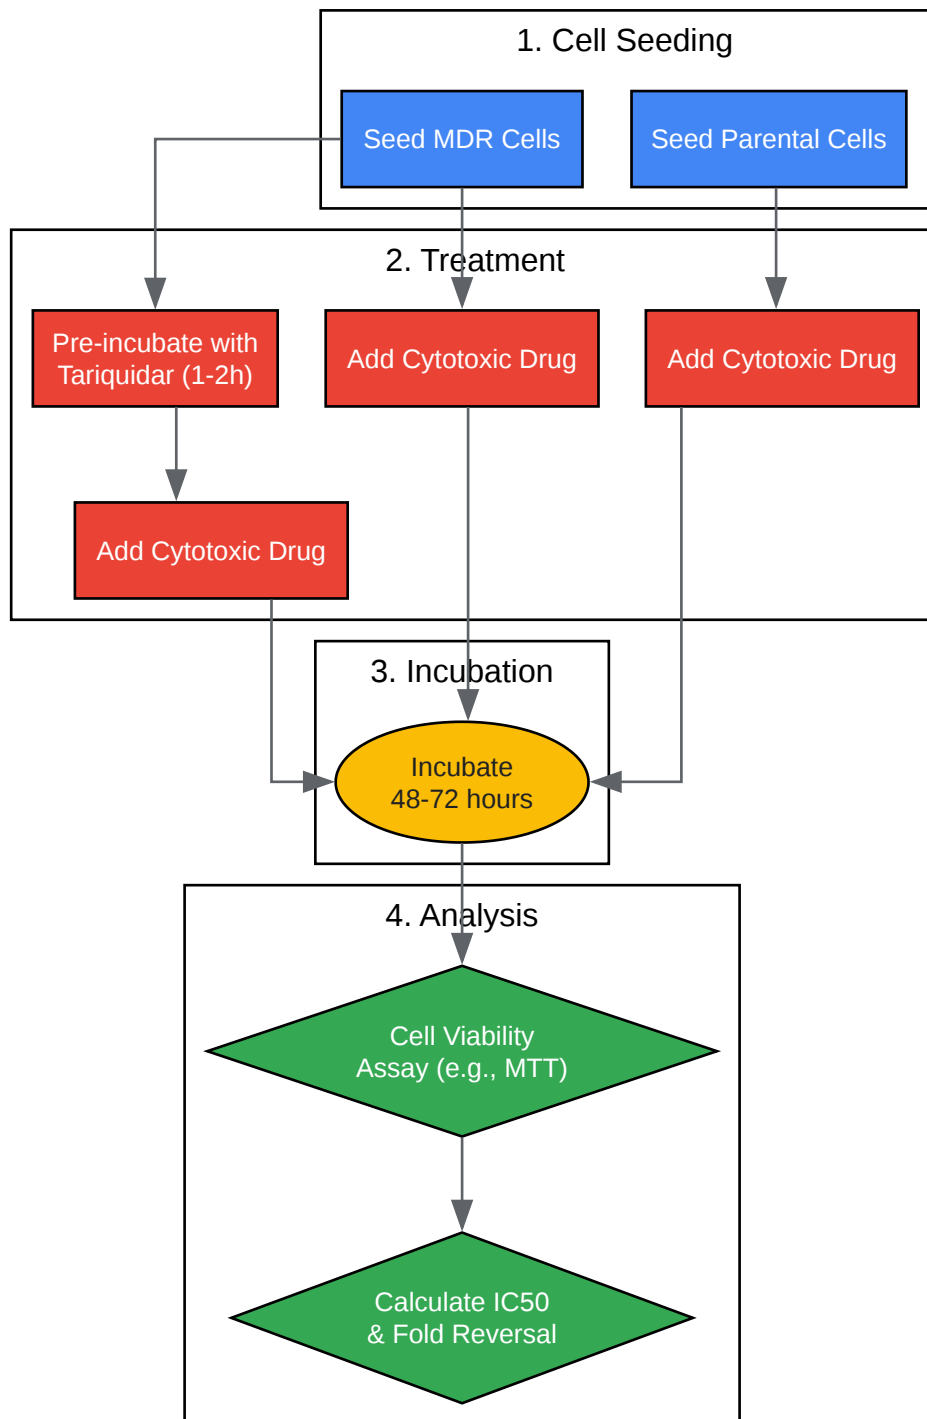 1. Cell Seeding
Seed MDR Cells
Seed Parental Cells
2. Treatment
Pre-incubate with
Tariquidar (1-2h)
Add Cytotoxic Drug
Add Cytotoxic Drug
Add Cytotoxic Drug
3. Incubation
Incubate
48-72 hours
4. Analysis
Cell Viability
Assay (e.g., MTT)
Calculate IC50
& Fold Reversal